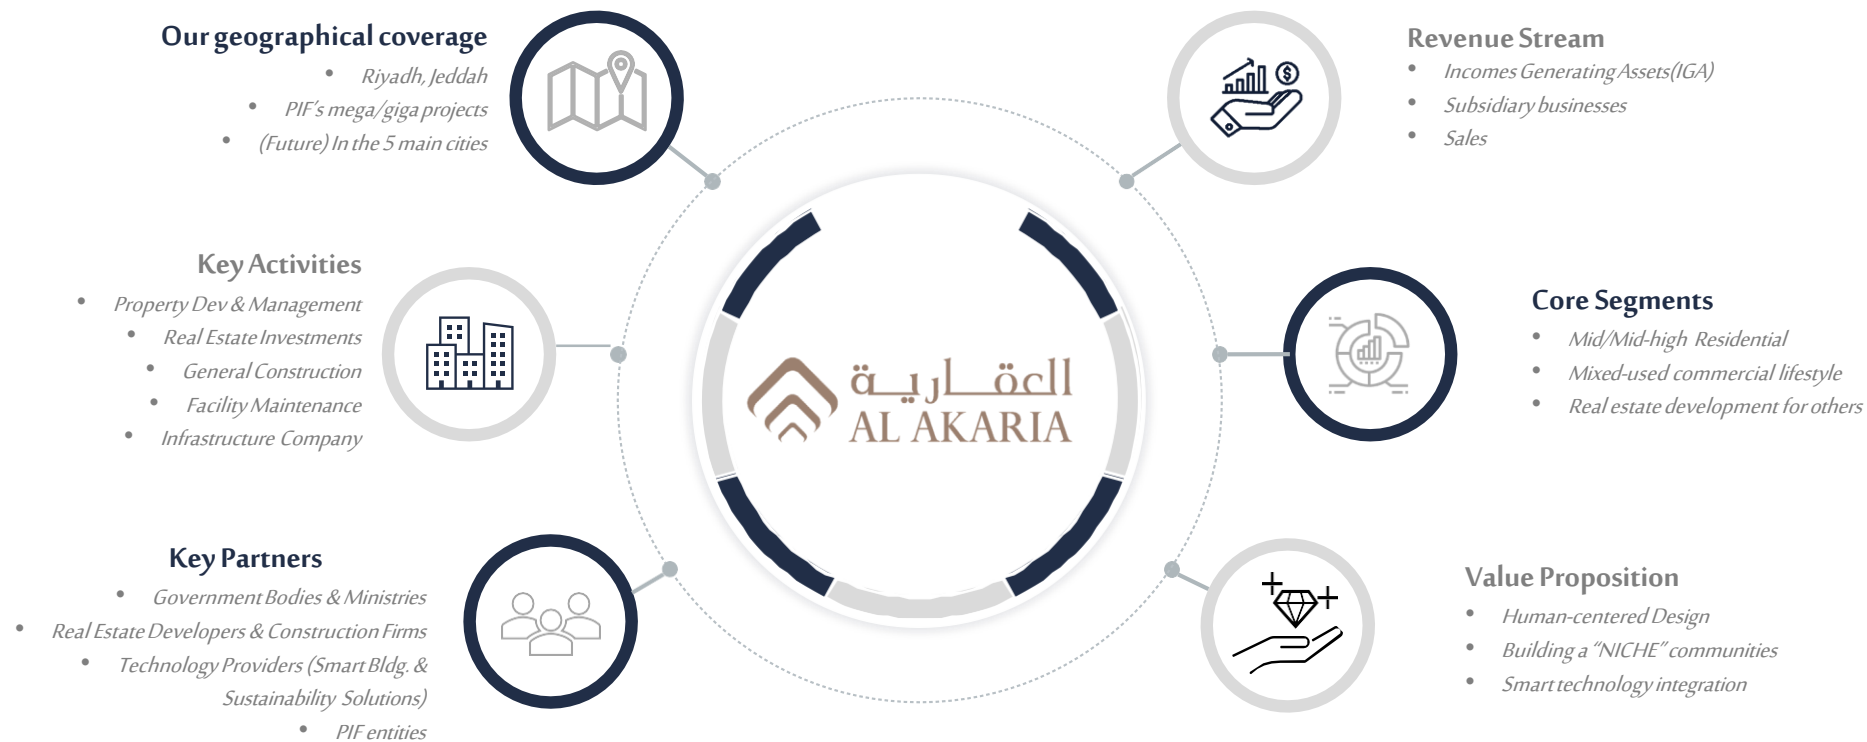 Our geographical coverage
• Riyadh, Jeddah
• PIF's mega/giga projects
• (Future) In the 5 main cities
Key Activities
• Property Dev & Management
• Real Estate Investments
• General Construction
• Facility Maintenance
• Infrastructure Company
Key Partners
• Government Bodies & Ministries
• Real Estate Developers & Construction Firms
• Technology Providers (Smart Bldg. &
Sustainability Solutions)
• PIF entities
العقارية
AL AKARIA
Revenue Stream
• Incomes Generating Assets(IGA)
• Subsidiary businesses
• Sales
Core Segments
• Mid/Mid-high Residential
• Mixed-used commercial lifestyle
• Real estate development for others
Value Proposition
• Human-centered Design
• Building a “NICHE” communities
• Smart technology integration